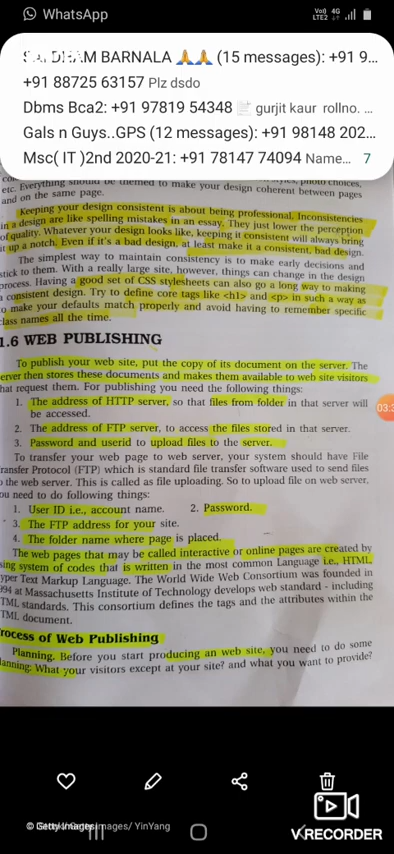 WhatsApp
Vo)) 4G
LTE2
DHAM BARNALA 🙏🙏 (15 messages): +91 9...
+91 88725 63157 Plz dsdo
Dbms Bca2: +91 97819 54348 gurjit kaur rollno. ...
Gals n Guys..GPS (12 messages): +91 98148 202...
Msc( IT )2nd 2020-21: +91 78147 74094 Name... 7
etc. Everything should be themed to make your design coherent between pages
and on the same page.
Keeping your design consistent is about being professional. Inconsistencies
in a design are like spelling mistakes in an essay. They just lower the perception
of quality. Whatever your design looks like, keeping it consistent will always bring
it up a notch. Even if it's a bad design, at least make it a consistent, bad design.
The simplest way to maintain consistency is to make early decisions and
stick to them. With a really large site, however, things can change in the design
process. Having a good set of CSS stylesheets can also go a long way to making
a consistent design. Try to define core tags like <h1> and <p> in such a way as
o make your defaults match properly and avoid having to remember specific
class names all the time.
1.6 WEB PUBLISHING
To publish your web site, put the copy of its document on the server. The
erver then stores these documents and makes them available to web site visitors
hat request them. For publishing you need the following things:
1. The address of HTTP server, so that files from folder in that server will
be accessed.
2. The address of FTP server, to access the files stored in that server.
3. Password and userid to upload files to the server.
To transfer your web page to web server, your system should have File
ransfer Protocol (FTP) which is standard file transfer software used to send files
o the web server. This is called as file uploading. So to upload file on web server,
ou need to do following things:
1. User ID i.e., account name. 2. Password.
3. The FTP address for your site.
4. The folder name where page is placed.
The web pages that may be called interactive or online pages are created by
sing system of codes that is written in the most common Language i.e., HTML
yper Text Markup Language. The World Wide Web Consortium was founded in
994 at Massachusetts Institute of Technology develops web standard - including
TML standards. This consortium defines the tags and the attributes within the
TML document.
rocess of Web Publishing
Planning. Before you start producing an web site, you need to do some
lanning: What your visitors except at your site? and what you want to provide?
03:3
© Getty Images/ YinYang
VRECORDER